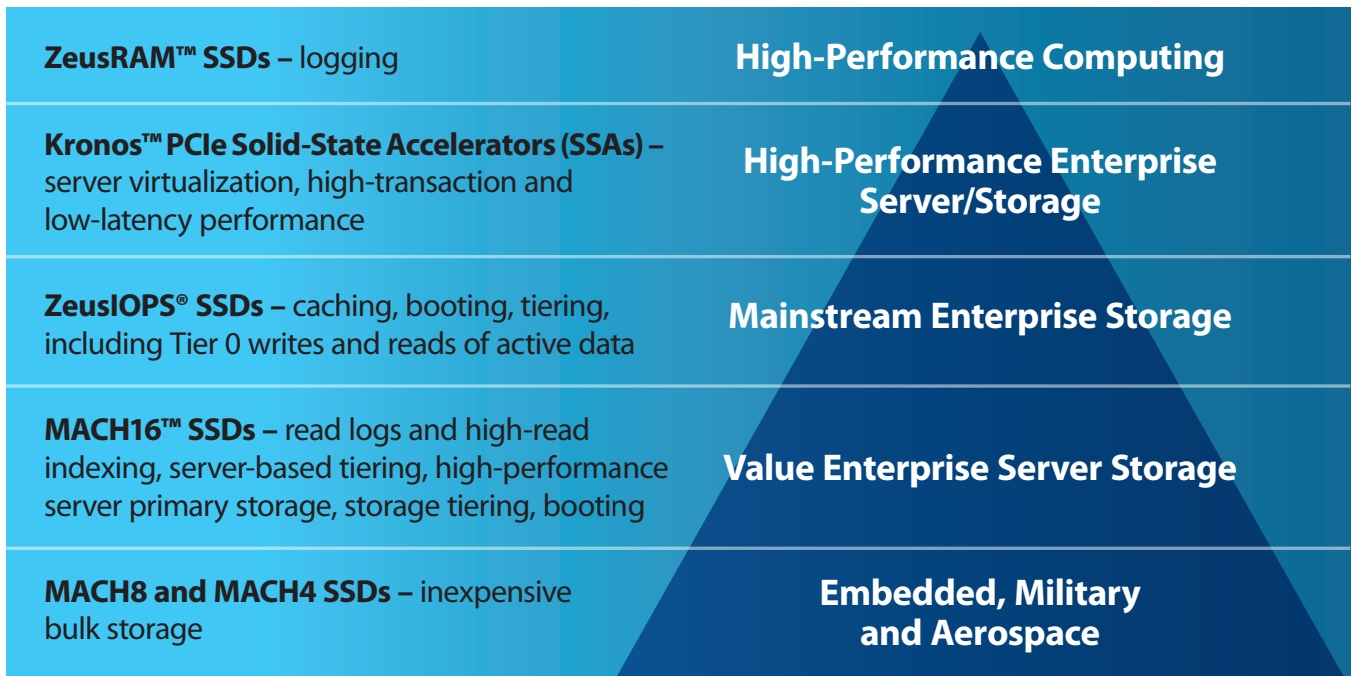 ZeusRAM™ SSDs – logging
High-Performance Computing
Kronos™ PCIe Solid-State Accelerators (SSAs) –
server virtualization, high-transaction and
low-latency performance
High-Performance Enterprise
Server/Storage
ZeusIOPS® SSDs – caching, booting, tiering,
including Tier 0 writes and reads of active data
Mainstream Enterprise Storage
MACH16™ SSDs – read logs and high-read
indexing, server-based tiering, high-performance
server primary storage, storage tiering, booting
Value Enterprise Server Storage
MACH8 and MACH4 SSDs – inexpensive
bulk storage
Embedded, Military
and Aerospace